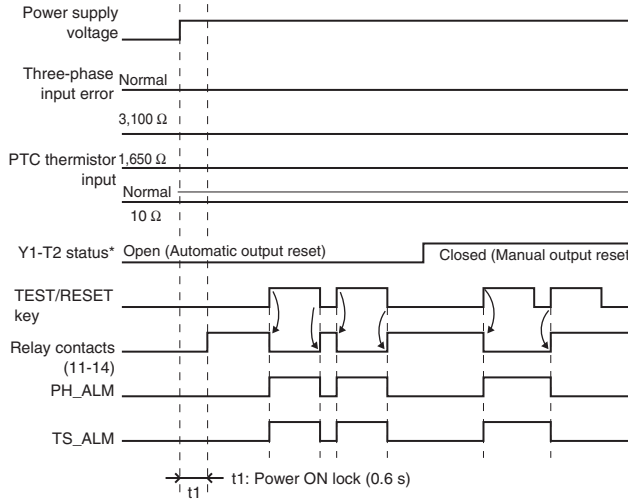 Power supply
voltage
Three-phase
input error
Normal
3,100 Ω
PTC thermistor
input
1,650 Ω
Normal
10 Ω
Y1-T2 status*
Open (Automatic output reset)
Closed (Manual output reset
TEST/RESET
key
Relay contacts
(11-14)
PH_ALM
TS_ALM
t1: Power ON lock (0.6 s)
t1